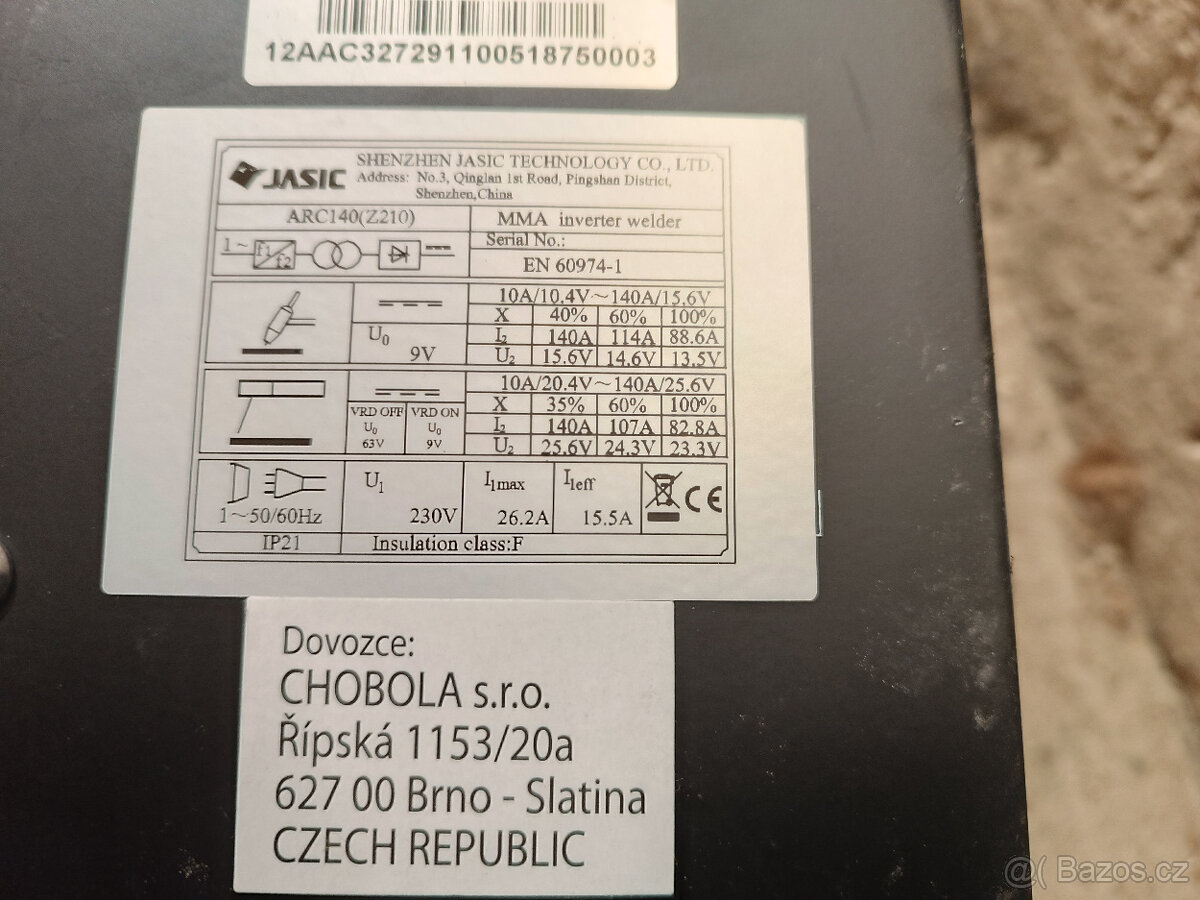 12AAC327291100518750003
JASIC
SHENZHEN JASIC TECHNOLOGY CO., LTD.
Address: No.3, Qinglan 1st Road, Pingshan District,
Shenzhen,China
ARC140(Z210)
MMA inverter welder
Serial No.:
1~ f1 f2
EN 60974-1
10A/10.4V~140A/15.6V
X 40% 60% 100%
U0
I2 140A 114A 88.6A
9V
U2 15.6V 14.6V 13.5V
10A/20.4V~140A/25.6V
VRD OFF VRD ON
X 35% 60% 100%
U0 U0
I2 140A 107A 82.8A
63V 9V
U2 25.6V 24.3V 23.3V
U1 I1max I1eff
1~50/60Hz 230V 26.2A 15.5A CE
IP21 Insulation class:F
Dovozce:
CHOBOLA s.r.o.
Řípská 1153/20a
627 00 Brno - Slatina
CZECH REPUBLIC
@( Bazos.cz